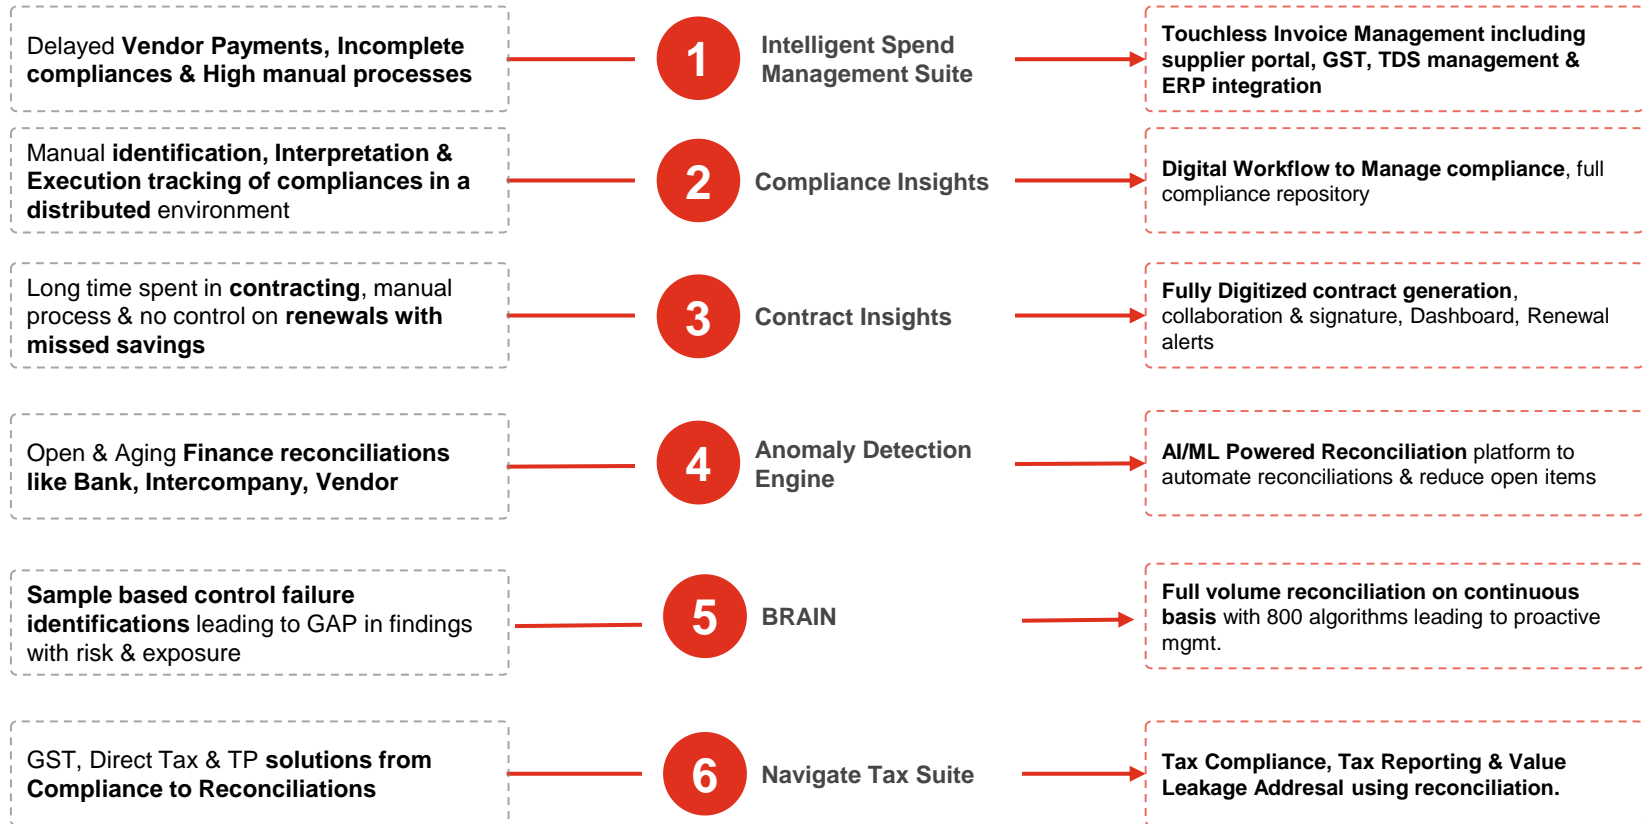 Delayed Vendor Payments, Incomplete
compliances & High manual processes
1
Intelligent Spend
Management Suite
Touchless Invoice Management including
supplier portal, GST, TDS management &
ERP integration
Manual identification, Interpretation &
Execution tracking of compliances in a
distributed environment
2
Compliance Insights
Digital Workflow to Manage compliance, full
compliance repository
Long time spent in contracting, manual
process & no control on renewals with
missed savings
3
Contract Insights
Fully Digitized contract generation,
collaboration & signature, Dashboard, Renewal
alerts
Open & Aging Finance reconciliations
like Bank, Intercompany, Vendor
4
Anomaly Detection
Engine
AI/ML Powered Reconciliation platform to
automate reconciliations & reduce open items
Sample based control failure
identifications leading to GAP in findings
with risk & exposure
5
BRAIN
Full volume reconciliation on continuous
basis with 800 algorithms leading to proactive
mgmt.
GST, Direct Tax & TP solutions from
Compliance to Reconciliations
6
Navigate Tax Suite
Tax Compliance, Tax Reporting & Value
Leakage Addresal using reconciliation.